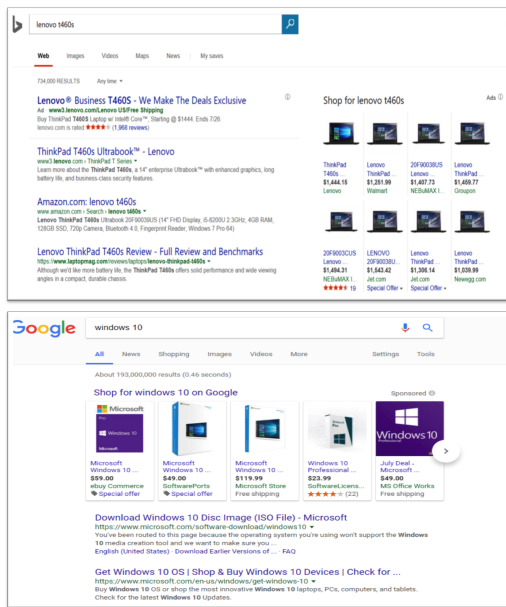 lenovo t460s
Web Images Videos Maps News My saves
734,000 RESULTS Any time
Lenovo® Business T460S - We Make The Deals Exclusive
Ad www3.lenovo.com/Lenovo US/Free Shipping
Buy ThinkPad T460S Laptop w/ Intel® Core™. Starting @ $1444. Ends 7/26.
lenovo.com is rated ★★★★★ (1,968 reviews)
ThinkPad T460s Ultrabook™ - Lenovo
www3.lenovo.com › ThinkPad T Series
Learn more about the ThinkPad T460s, a 14" enterprise Ultrabook™ with enhanced graphics, long
battery life, and business-class security features.
Amazon.com: lenovo t460s
www.amazon.com › Search › lenovo t460s
Lenovo ThinkPad T460s Ultrabook 20F90039US (14" FHD Display, i5-6200U 2.3GHz, 4GB RAM,
128GB SSD, 720p Camera, Bluetooth 4.0, Fingerprint Reader, Windows 7 Pro 64)
Lenovo ThinkPad T460s Review - Full Review and Benchmarks
https://www.laptopmag.com/reviews/laptops/lenovo-thinkpad-t460s
Although we'd like more battery life, the ThinkPad T460s offers solid performance and wide viewing
angles in a compact, durable chassis.
Shop for lenovo t460s Ads
ThinkPad Lenovo 20F90038US Lenovo
T460s ... ThinkPad ... Lenovo ... ThinkPad ...
$1,444.15 $1,281.99 $1,407.73 $1,469.77
Lenovo Walmart NEBuMAX I... Groupon
20F9003CUS LENOVO Lenovo Lenovo
Lenovo ... 20F90038U... ThinkPad ... ThinkPad ...
$1,494.31 $1,543.42 $1,306.14 $1,039.99
NEBuMAX I... Jet.com Jet.com Newegg.com
★★★★★ 19 Special Offer Special Offer
Google
windows 10
All News Shopping Images Videos More Settings Tools
About 193,000,000 results (0.46 seconds)
Shop for windows 10 on Google Sponsored
Microsoft
Pro
Windows 10
Microsoft
Windows 10
Microsoft Microsoft Microsoft Windows 10 July Deal -
Windows 10 ... Windows 10 ... Windows 10 ... Professional ... Microsoft ...
$59.00 $49.00 $119.99 $23.99 $49.00
ebuy Commerce SoftwarePorts Microsoft Store SoftwareLicens... MS Office Works
Special offer Special offer Free shipping ★★★★★ (22) Free shipping
Download Windows 10 Disc Image (ISO File) - Microsoft
https://www.microsoft.com/software-download/windows10
You've been routed to this page because the operating system you're using won't support the Windows
10 media creation tool and we want to make sure you ...
English (United States) · Download Earlier Versions of ... · FAQ
Get Windows 10 OS | Shop & Buy Windows 10 Devices | Check for ...
https://www.microsoft.com/en-us/windows/get-windows-10
Buy Windows 10 OS or shop the most innovative Windows 10 laptops, PCs, computers, and tablets.
Check for the latest Windows 10 Updates.